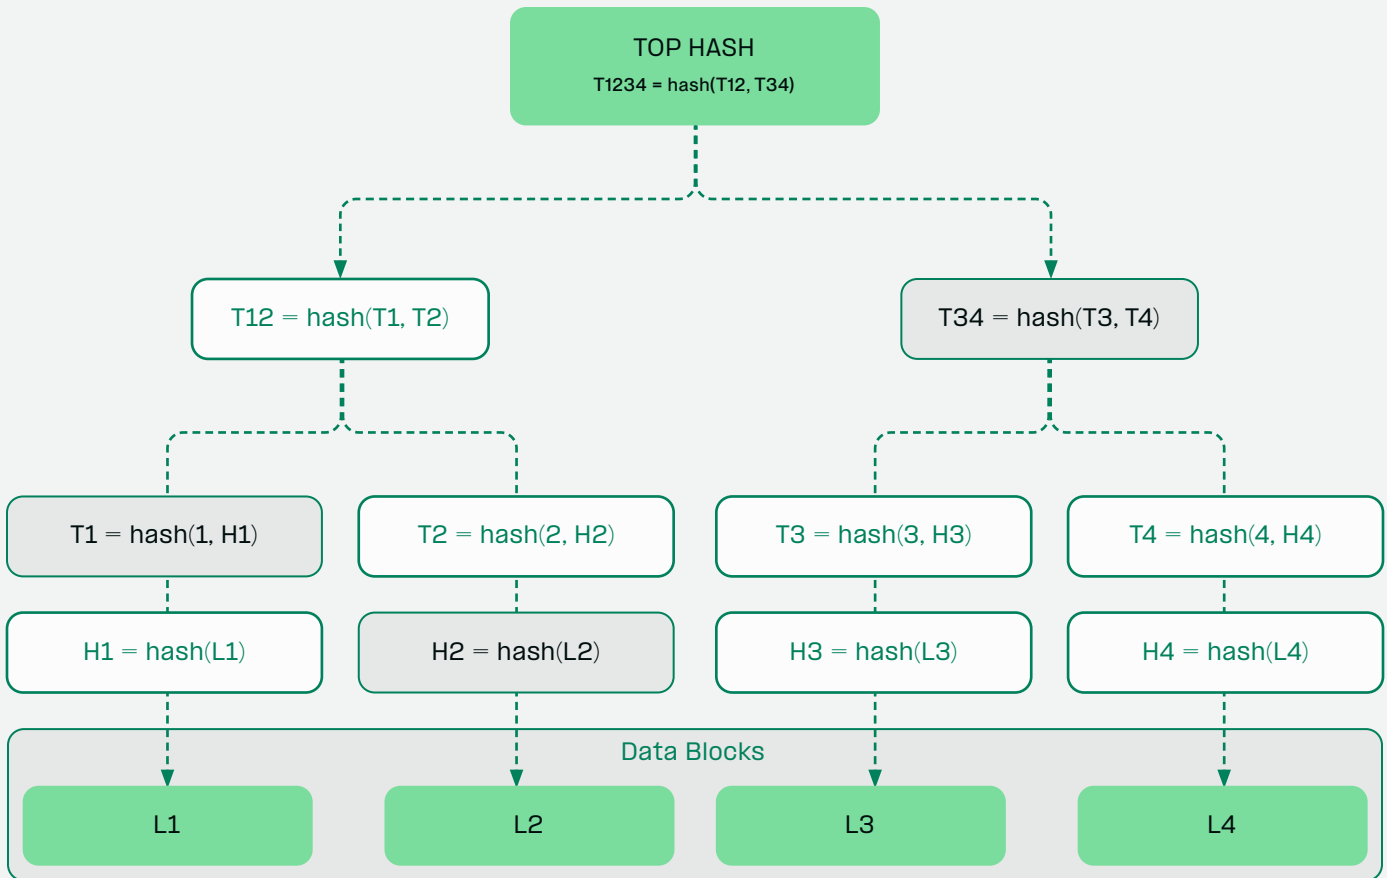 TOP HASH
T1234 = hash(T12, T34)
T12 = hash(T1, T2)
T34 = hash(T3, T4)
T1 = hash(1, H1)
T2 = hash(2, H2)
T3 = hash(3, H3)
T4 = hash(4, H4)
H1 = hash(L1)
H2 = hash(L2)
H3 = hash(L3)
H4 = hash(L4)
Data Blocks
L1
L2
L3
L4